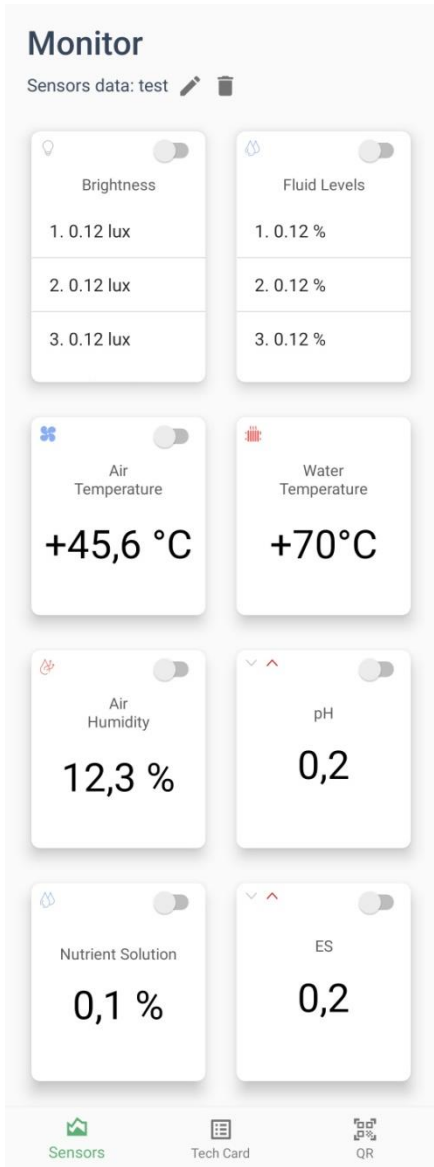 Monitor
Sensors data: test
Brightness
1. 0.12 lux
2. 0.12 lux
3. 0.12 lux
Fluid Levels
1. 0.12 %
2. 0.12 %
3. 0.12 %
Air
Temperature
+45,6 °C
Water
Temperature
+70°C
Air
Humidity
12,3 %
pH
0,2
Nutrient Solution
0,1 %
ES
0,2
Sensors
Tech Card
QR